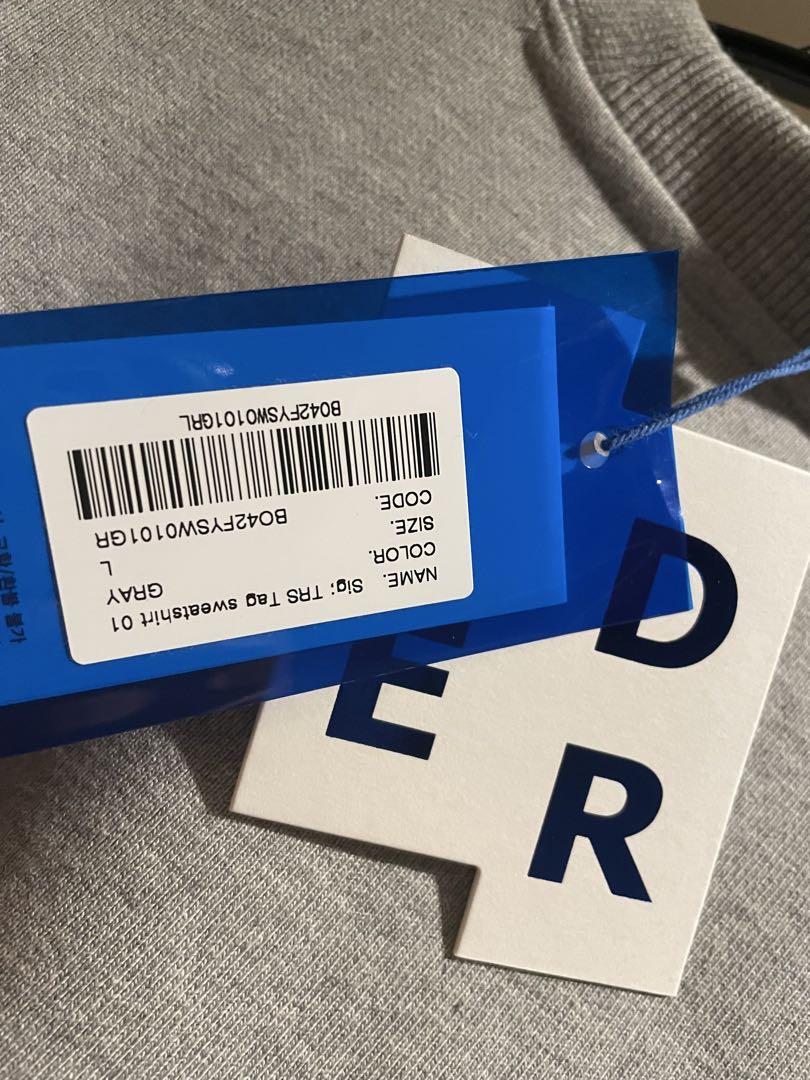 NAME. Sig; TRS Tag sweatshirt 01
COLOR. GRAY
SIZE. L
CODE. BO42FYSW0101GR
BO42FYSW0101GRL
D
E
R